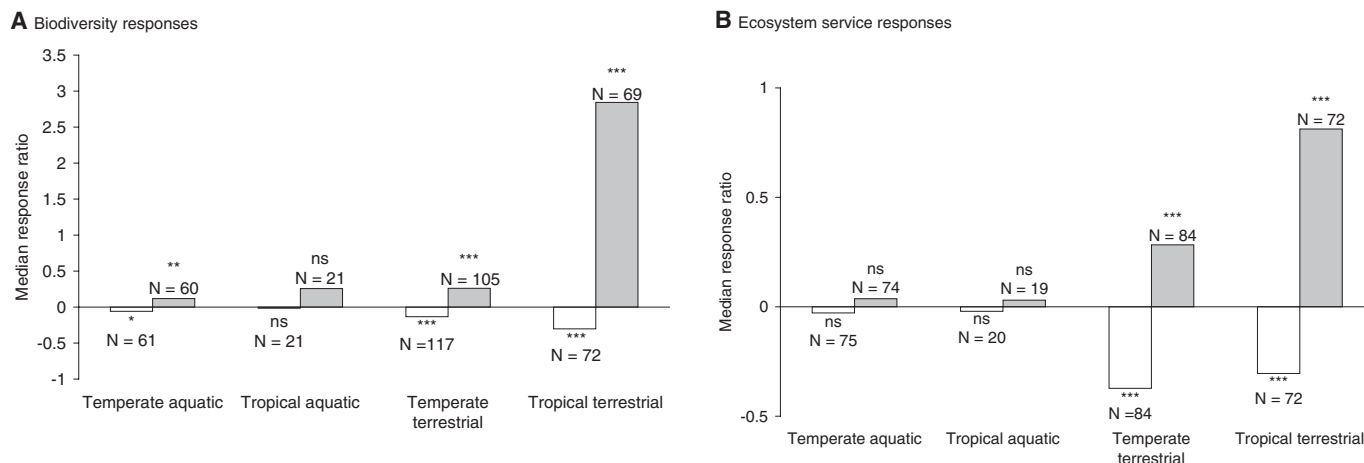 A Biodiversity responses
Median response ratio
3.5
3
2.5
2
1.5
1
0.5
0
-0.5
-1
**
N = 60
*
N = 61
ns
N = 21
ns
N = 21
***
N = 105
***
N =117
***
N = 69
***
N = 72
Temperate aquatic
Tropical aquatic
Temperate
terrestrial
Tropical terrestrial
B Ecosystem service responses
Median response ratio
1
0.5
0
-0.5
ns
N = 74
ns
N = 75
ns
N = 19
ns
N = 20
***
N = 84
***
N =84
***
N = 72
***
N = 72
Temperate aquatic
Tropical aquatic
Temperate
terrestrial
Tropical terrestrial